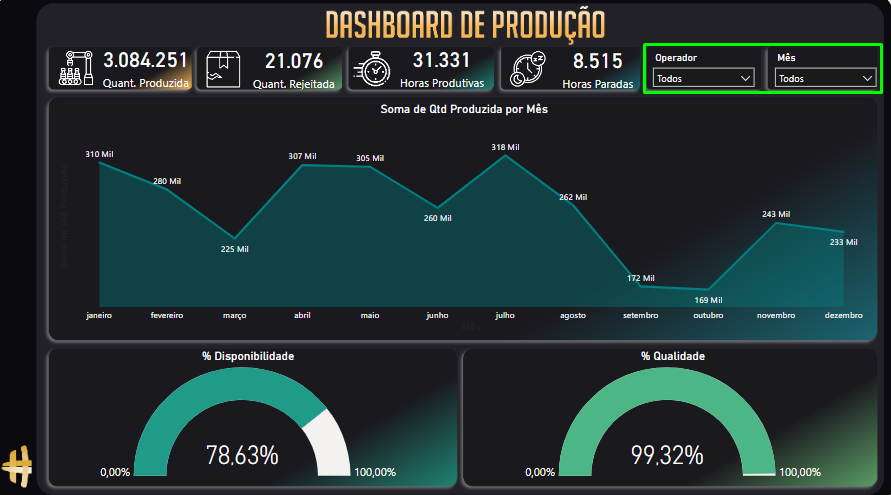 DASHBOARD DE PRODUÇÃO
3.084.251
Quant. Produzida
21.076
Quant. Rejeitada
31.331
Horas Produtivas
8.515
Horas Paradas
Operador
Todos
Mês
Todos
Soma de Qtd Produzida por Mês
310 Mil
280 Mil
225 Mil
307 Mil
305 Mil
260 Mil
318 Mil
262 Mil
172 Mil
169 Mil
243 Mil
233 Mil
Soma de Qtd Produzida
janeiro
fevereiro
março
abril
maio
junho
julho
agosto
setembro
outubro
novembro
dezembro
Mês
% Disponibilidade
78,63%
0,00%
100,00%
% Qualidade
99,32%
0,00%
100,00%